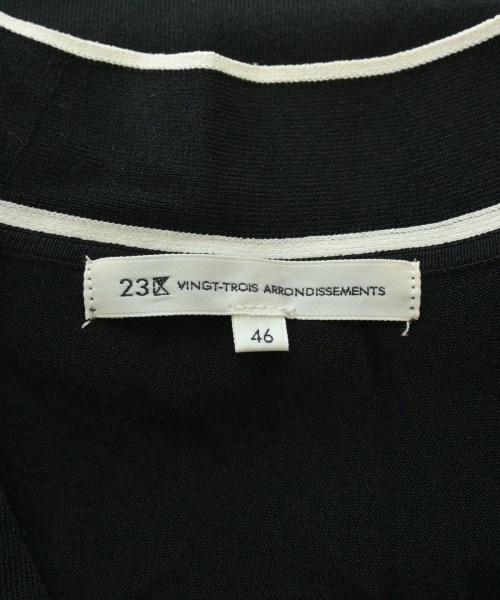 23区 VINGT-TROIS ARRONDISSEMENTS
46